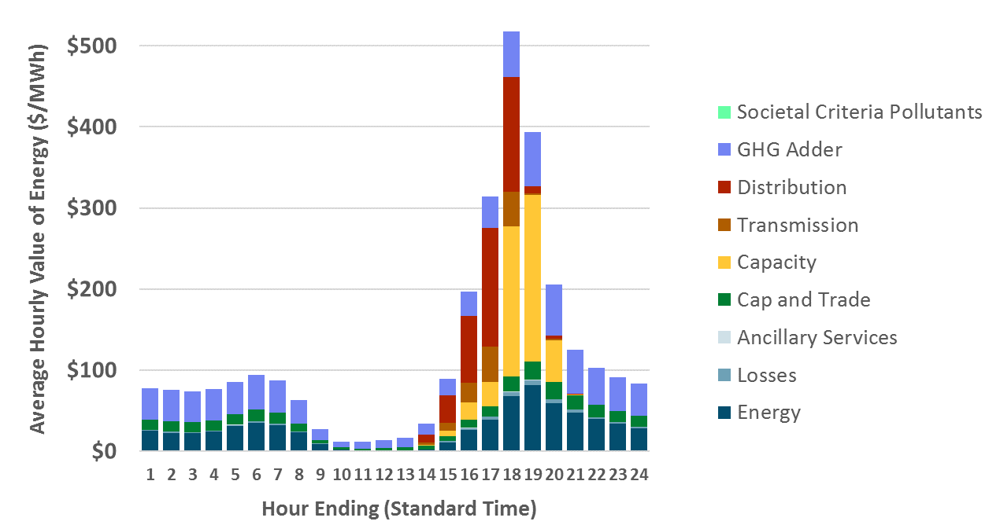 Average Hourly Value of Energy ($/MWh)
$500
$400
$300
$200
$100
$0
1 2 3 4 5 6 7 8 9 10 11 12 13 14 15 16 17 18 19 20 21 22 23 24
Hour Ending (Standard Time)
Societal Criteria Pollutants
GHG Adder
Distribution
Transmission
Capacity
Cap and Trade
Ancillary Services
Losses
Energy